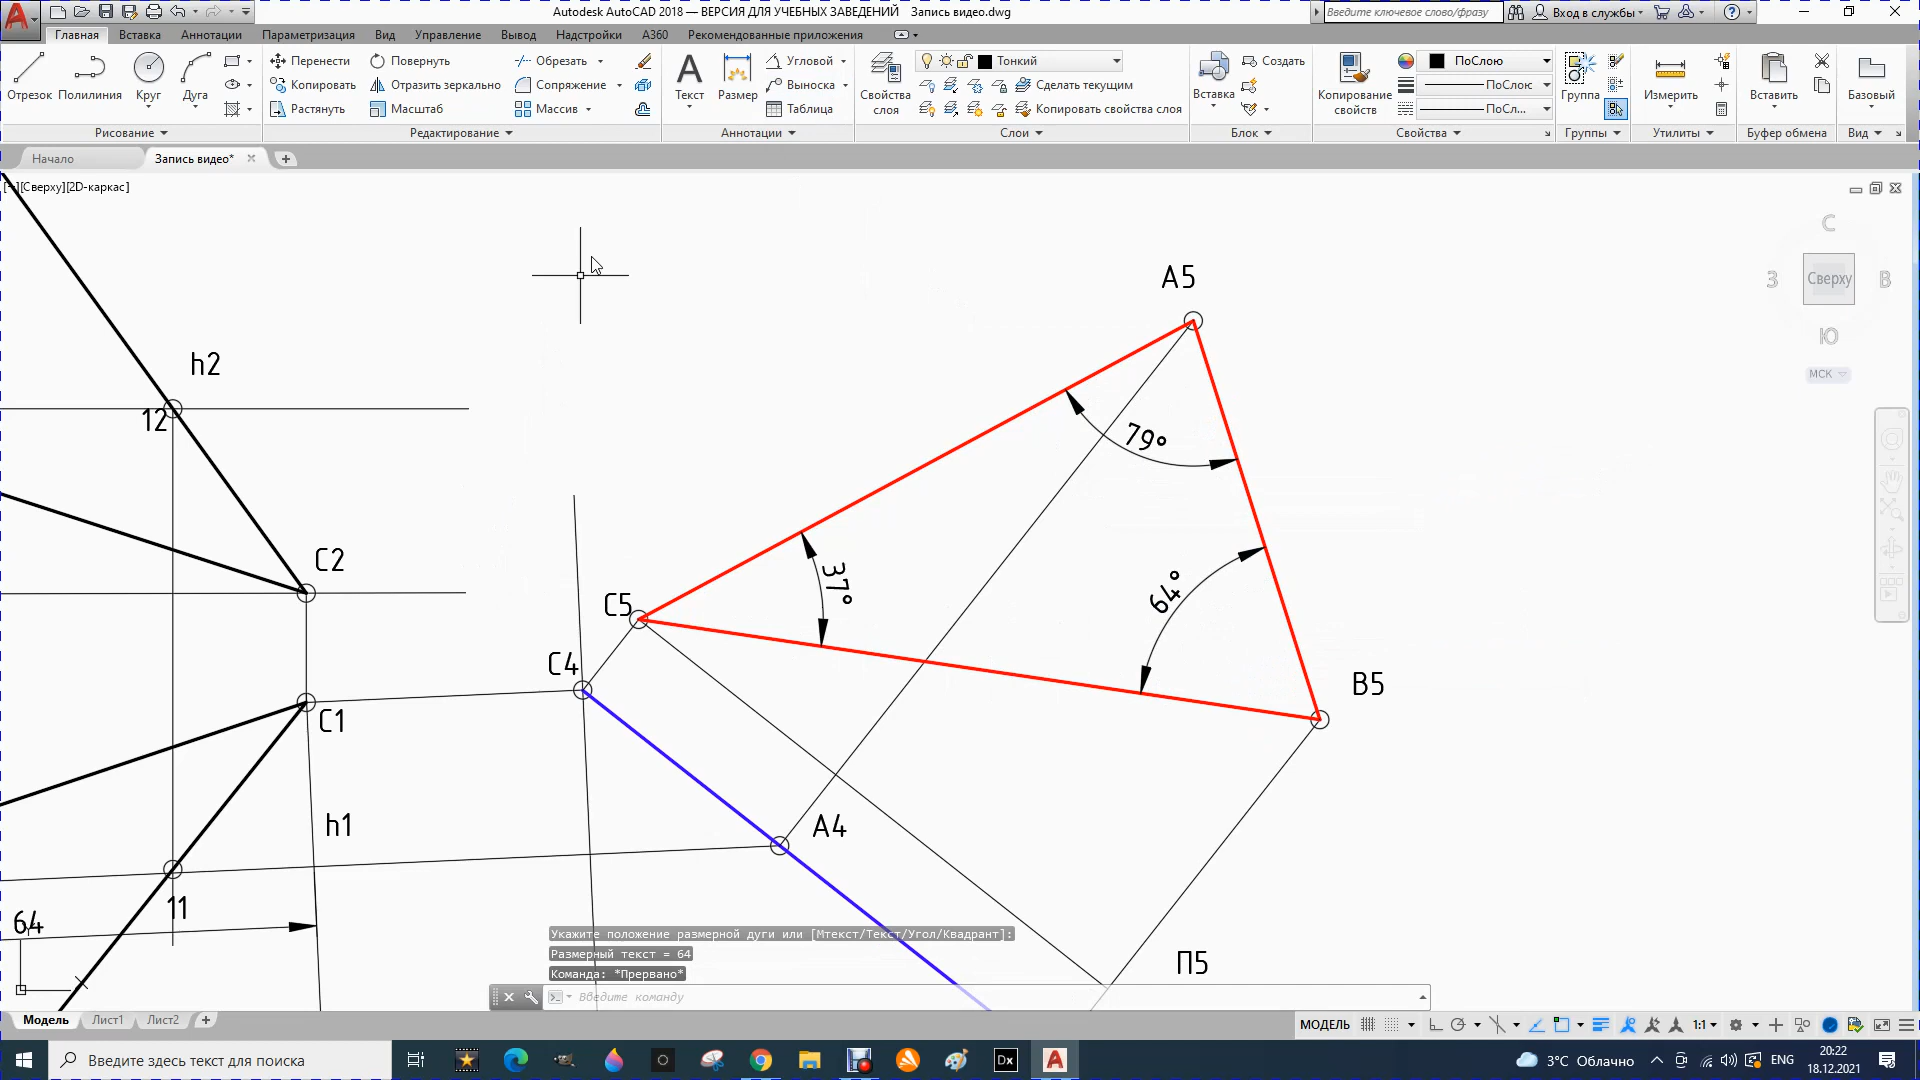 Autodesk AutoCAD 2018 — ВЕРСИЯ ДЛЯ УЧЕБНЫХ ЗАВЕДЕНИЙ Запись видео.dwg
Введите ключевое слово/фразу
Вход в службы
Главная Вставка Аннотации Параметризация Вид Управление Вывод Надстройки A360 Рекомендованные приложения
Отрезок Полилиния Круг Дуга
Перенести Повернуть Обрезать
Копировать Отразить зеркально Сопряжение
Растянуть Масштаб Массив
Текст Размер
Угловой
Выноска
Таблица
Свойства слоя
Тонкий
Сделать текущим
Копировать свойства слоя
Вставка
Создать
Копирование свойств
ПоСлою
ПоСлою
ПоСл...
Группа
Измерить
Вставить
Базовый
Рисование Редактирование Аннотации Слои Блок Свойства Группы Утилиты Буфер обмена Вид
Начало Запись видео*
[−][Сверху][2D-каркас]
С
З Сверху В
Ю
МСК
A5
h2
12
79°
C2
37°
64°
C5
C4
B5
C1
h1
A4
11
64
П5
Укажите положение размерной дуги или [Мтекст/Текст/Угол/Квадрант]:
Размерный текст = 64
Команда: *Прервано*
Введите команду
Модель Лист1 Лист2
МОДЕЛЬ 1:1
Введите здесь текст для поиска
Dx
3°C Облачно
ENG
20:22
18.12.2021